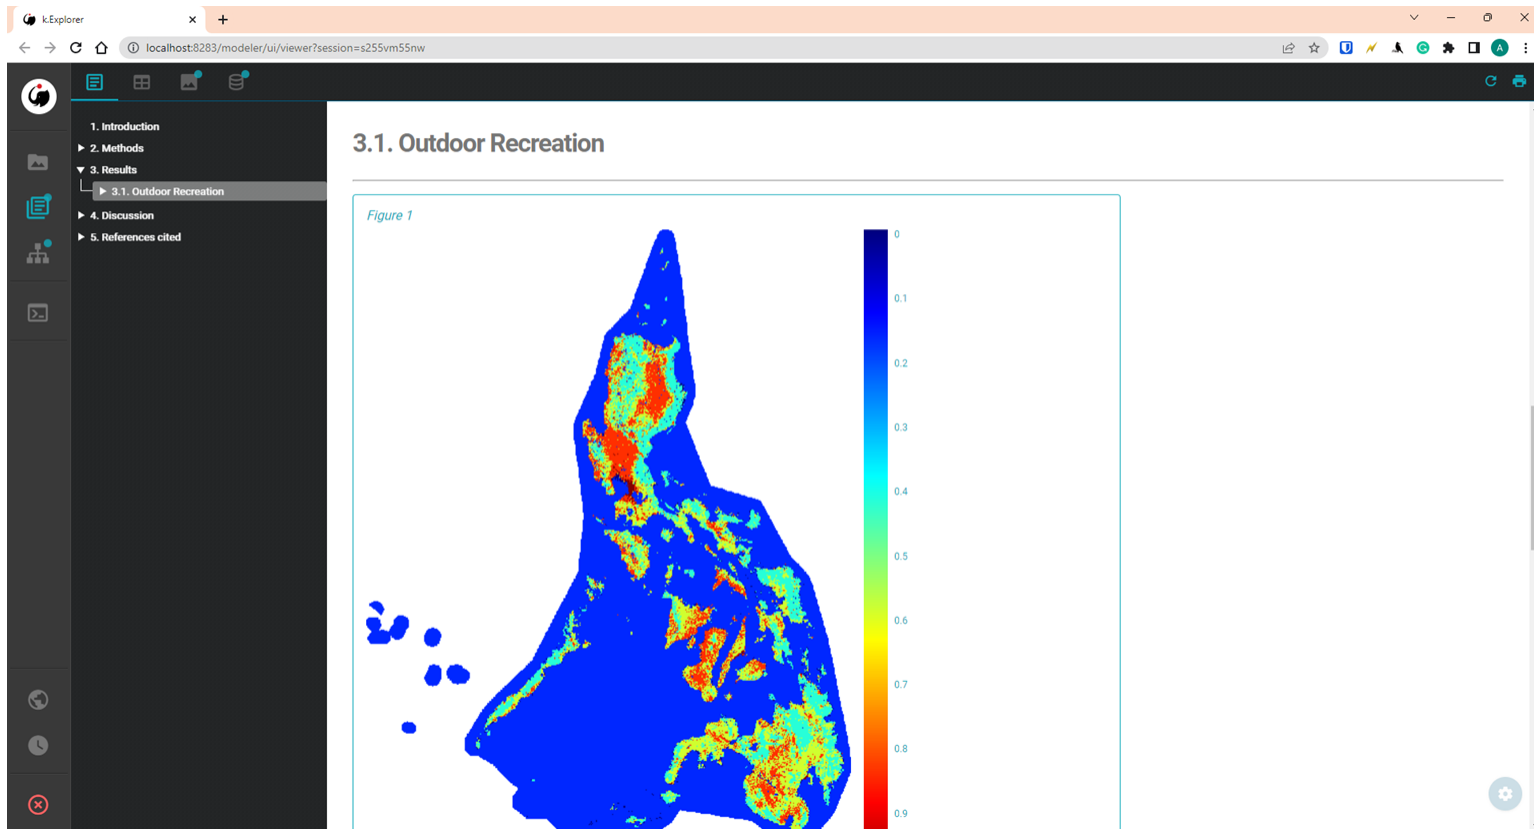 k.Explorer
localhost:8283/modeler/ui/viewer?session=s255vm55nw
A
1. Introduction
2. Methods
3. Results
3.1. Outdoor Recreation
4. Discussion
5. References cited
3.1. Outdoor Recreation
Figure 1
0
0.1
0.2
0.3
0.4
0.5
0.6
0.7
0.8
0.9